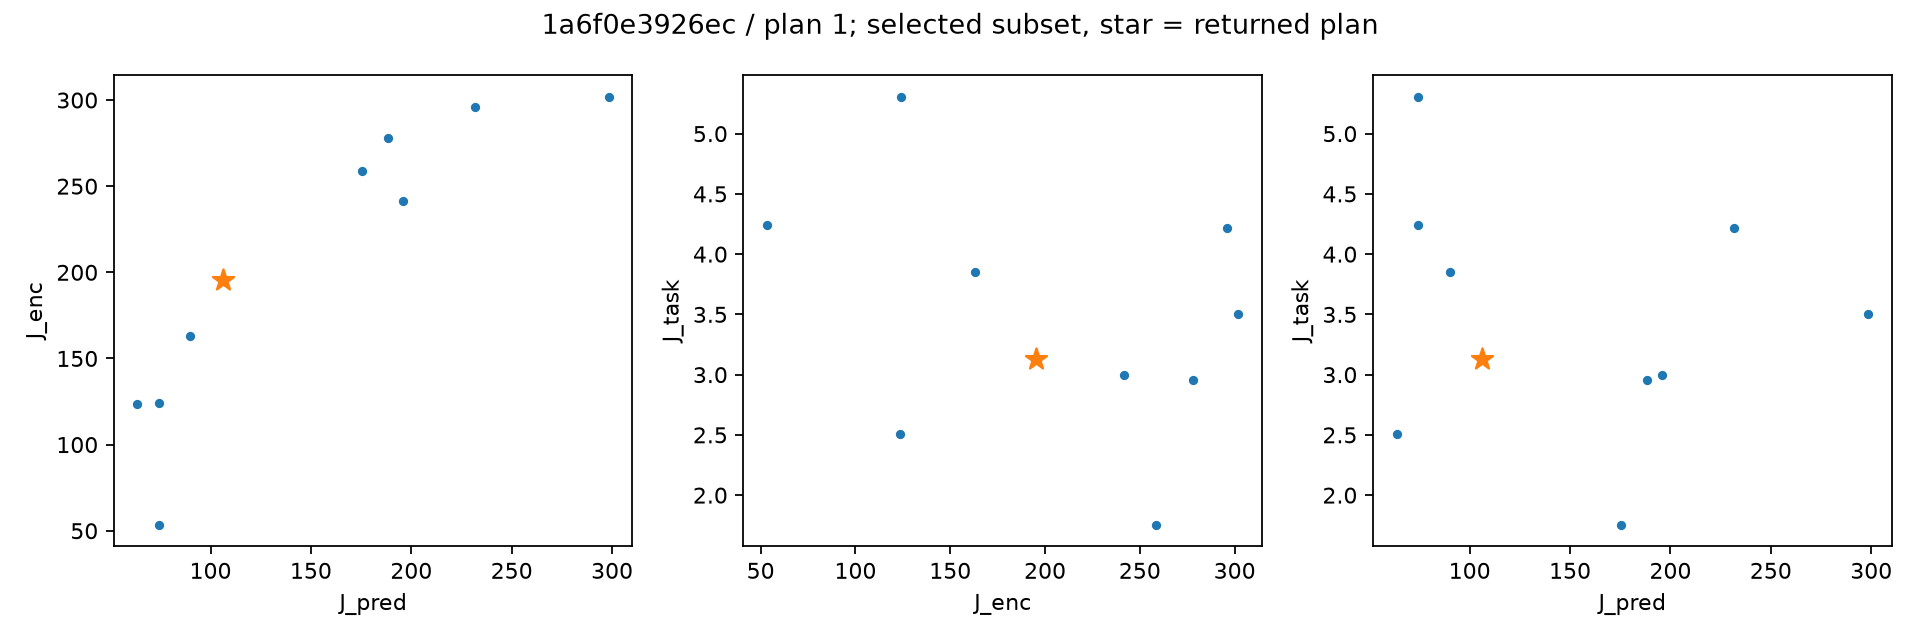 1a6f0e3926ec / plan 1; selected subset, star = returned plan
300
250
200
150
100
50
J_enc
100 150 200 250 300
J_pred
5.0
4.5
4.0
3.5
3.0
2.5
2.0
J_task
50 100 150 200 250 300
J_enc
5.0
4.5
4.0
3.5
3.0
2.5
2.0
J_task
100 150 200 250 300
J_pred